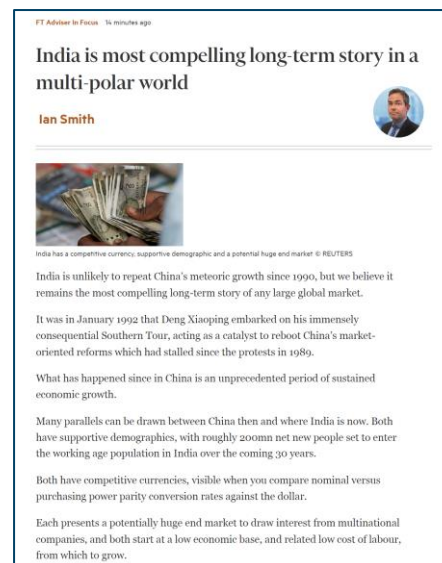 FT Adviser In Focus 14 minutes ago
India is most compelling long-term story in a
multi-polar world
Ian Smith
India has a competitive currency, supportive demographic and a potential huge end market © REUTERS
India is unlikely to repeat China's meteoric growth since 1990, but we believe it
remains the most compelling long-term story of any large global market.
It was in January 1992 that Deng Xiaoping embarked on his immensely
consequential Southern Tour, acting as a catalyst to reboot China's market-
oriented reforms which had stalled since the protests in 1989.
What has happened since in China is an unprecedented period of sustained
economic growth.
Many parallels can be drawn between China then and where India is now. Both
have supportive demographics, with roughly 200mn net new people set to enter
the working age population in India over the coming 30 years.
Both have competitive currencies, visible when you compare nominal versus
purchasing power parity conversion rates against the dollar.
Each presents a potentially huge end market to draw interest from multinational
companies, and both start at a low economic base, and related low cost of labour,
from which to grow.